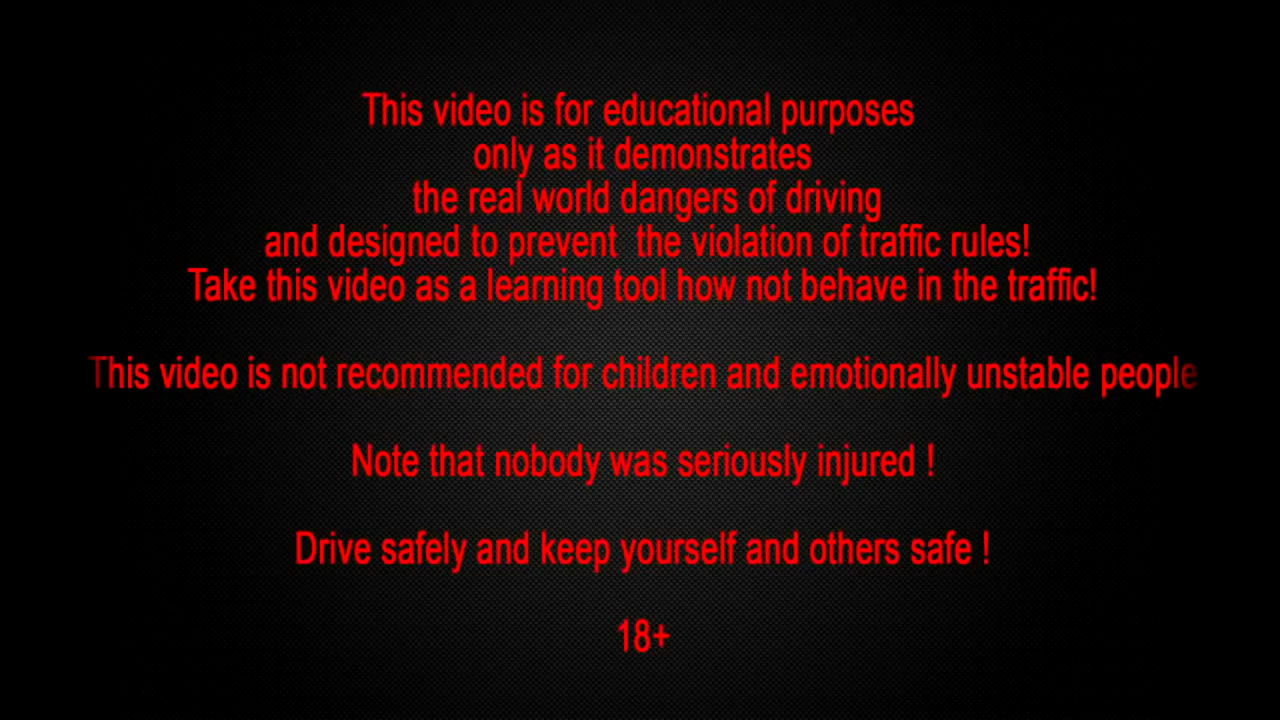 This video is for educational purposes
only as it demonstrates
the real world dangers of driving
and designed to prevent  the violation of traffic rules!
Take this video as a learning tool how not behave in the traffic!
This video is not recommended for children and emotionally unstable people
Note that nobody was seriously injured !
Drive safely and keep yourself and others safe !
18+